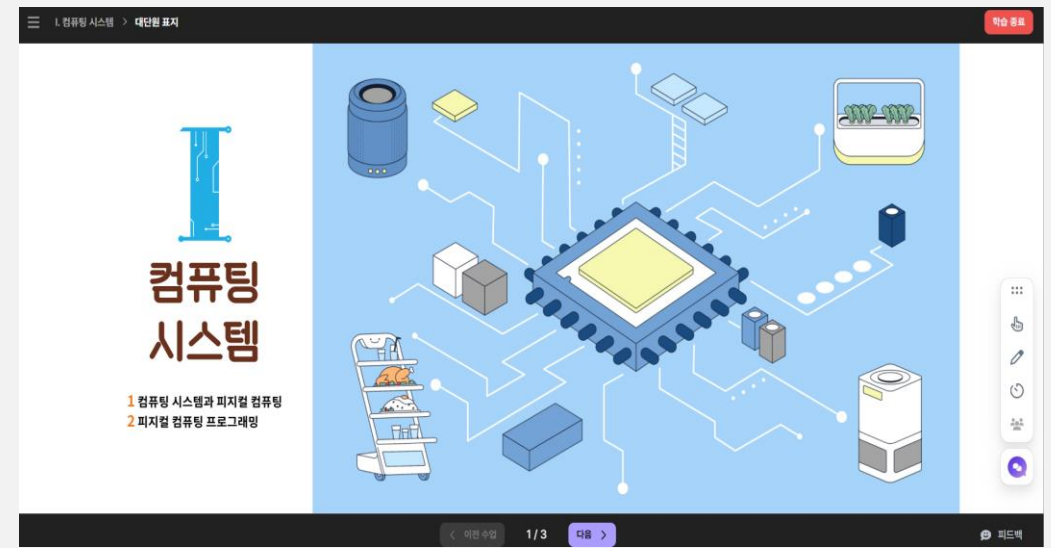 I. 컴퓨팅 시스템 > 대단원 표지
학습 종료
I
컴퓨팅
시스템
1 컴퓨팅 시스템과 피지컬 컴퓨팅
2 피지컬 컴퓨팅 프로그래밍
< 이전 수업
1 / 3
다음 >
피드백